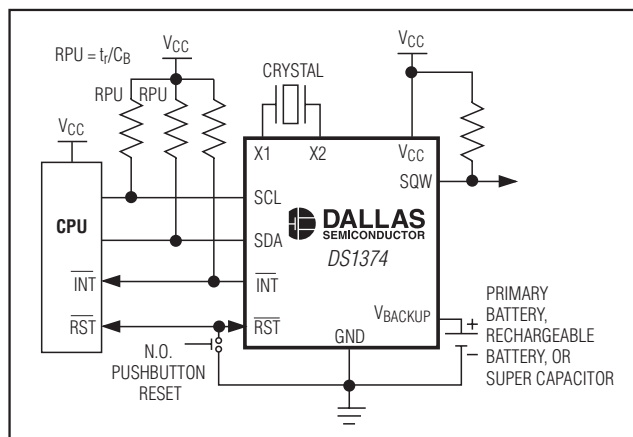 RPU = tr/CB
VCC
VCC
CRYSTAL
RPU
RPU
VCC
X1
X2
VCC
SCL
SQW
CPU
DALLAS
SEMICONDUCTOR
DS1374
SDA
INT
INT
VBACKUP
PRIMARY
BATTERY,
RECHARGEABLE
BATTERY, OR
SUPER CAPACITOR
+
−
RST
RST
GND
N.O.
PUSHBUTTON
RESET